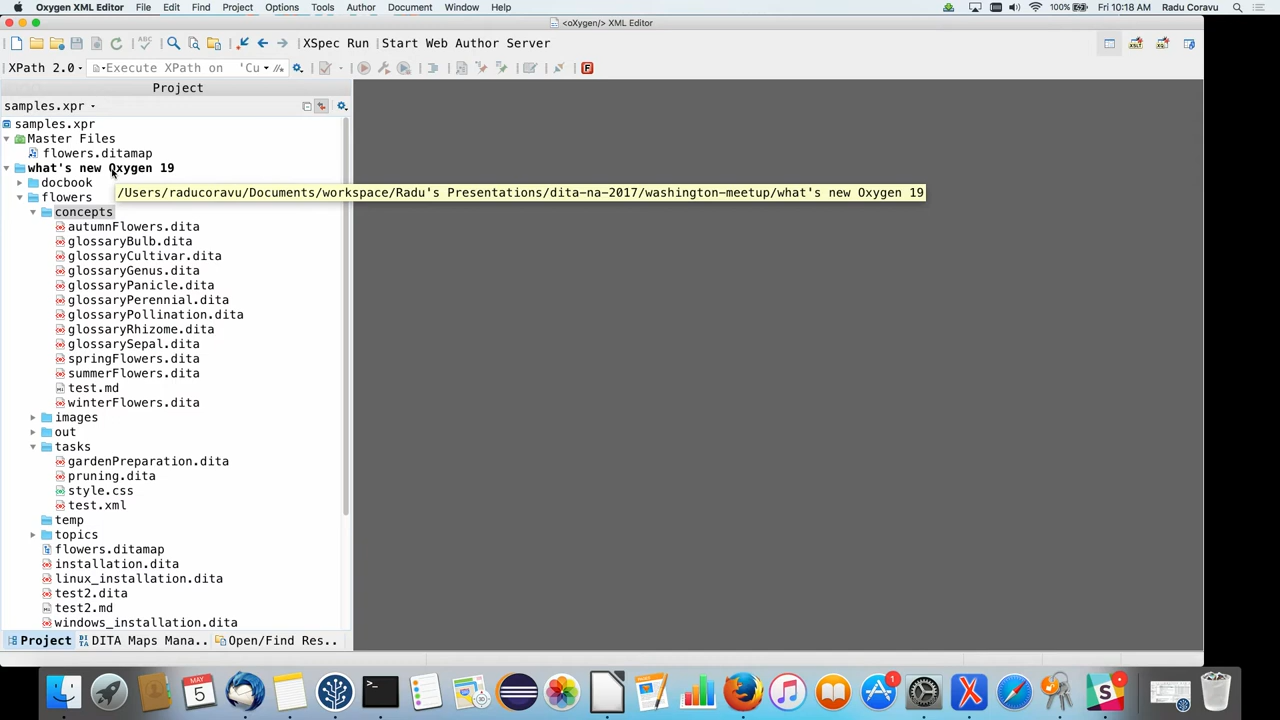 Oxygen XML Editor File Edit Find Project Options Tools Author Document Window Help 100% Fri 10:18 AM Radu Coravu
<oXygen/> XML Editor
XSpec Run Start Web Author Server
XPath 2.0 Execute XPath on 'Cu
Project
samples.xpr
samples.xpr
Master Files
flowers.ditamap
what's new Oxygen 19
docbook
/Users/raducoravu/Documents/workspace/Radu's Presentations/dita-na-2017/washington-meetup/what's new Oxygen 19
flowers
concepts
autumnFlowers.dita
glossaryBulb.dita
glossaryCultivar.dita
glossaryGenus.dita
glossaryPanicle.dita
glossaryPerennial.dita
glossaryPollination.dita
glossaryRhizome.dita
glossarySepal.dita
springFlowers.dita
summerFlowers.dita
test.md
winterFlowers.dita
images
out
tasks
gardenPreparation.dita
pruning.dita
style.css
test.xml
temp
topics
flowers.ditamap
installation.dita
linux_installation.dita
test2.dita
test2.md
windows_installation.dita
Project DITA Maps Mana.. Open/Find Res..
MAY
5
1